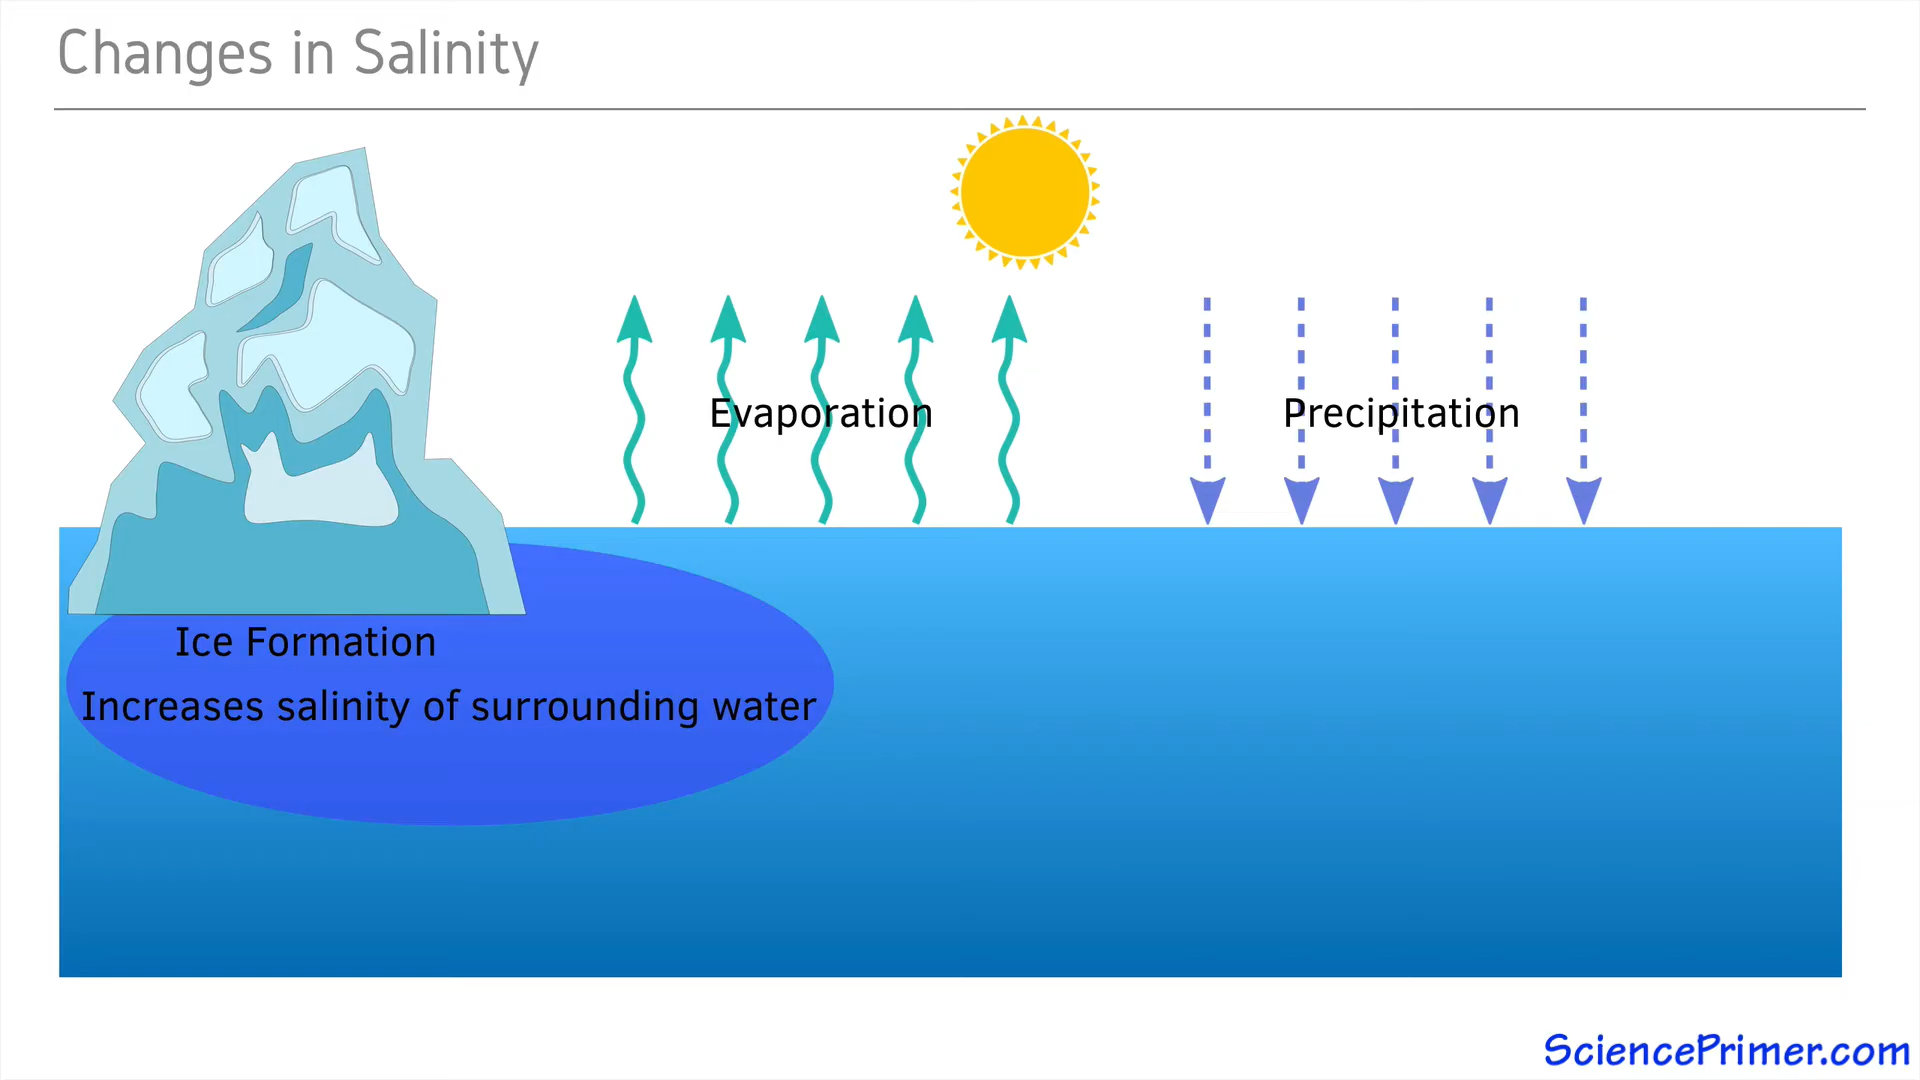 Changes in Salinity
Evaporation
Precipitation
Ice Formation
Increases salinity of surrounding water
SciencePrimer.com